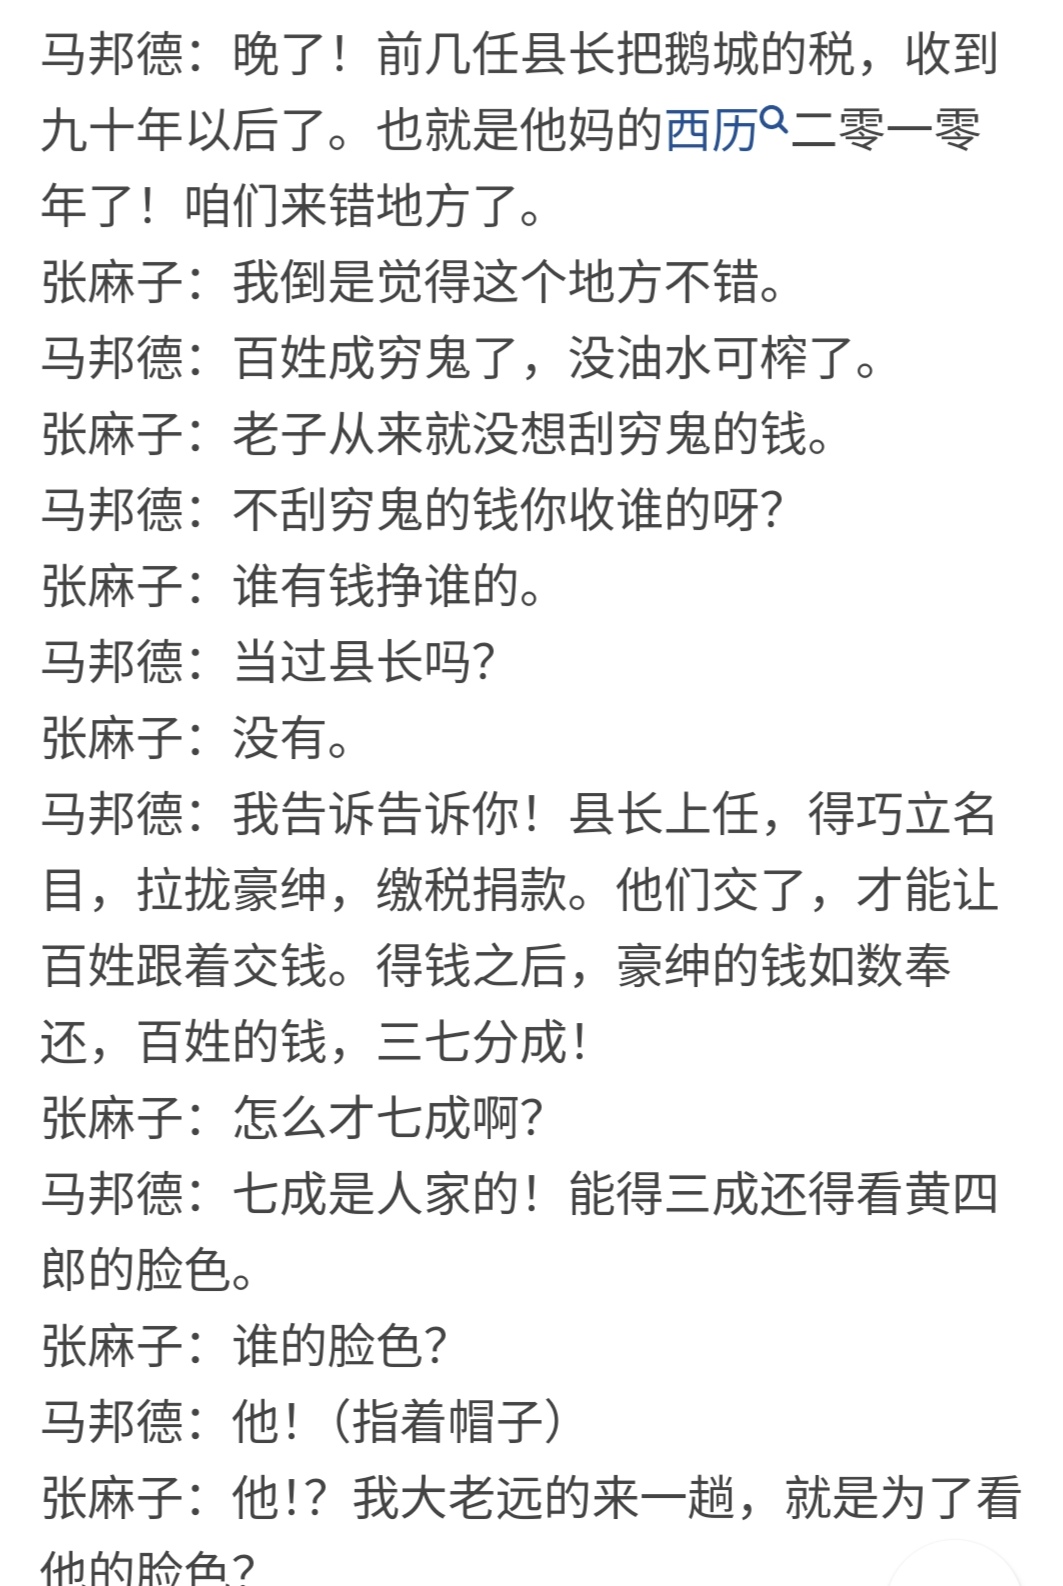 马邦德：晚了！前几任县长把鹅城的税，收到
九十年以后了。也就是他妈的西历二零一零
年了！咱们来错地方了。
张麻子：我倒是觉得这个地方不错。
马邦德：百姓成穷鬼了，没油水可榨了。
张麻子：老子从来就没想刮穷鬼的钱。
马邦德：不刮穷鬼的钱你收谁的呀？
张麻子：谁有钱挣谁的。
马邦德：当过县长吗？
张麻子：没有。
马邦德：我告诉告诉你！县长上任，得巧立名
目，拉拢豪绅，缴税捐款。他们交了，才能让
百姓跟着交钱。得钱之后，豪绅的钱如数奉
还，百姓的钱，三七分成！
张麻子：怎么才七成啊？
马邦德：七成是人家的！能得三成还得看黄四
郎的脸色。
张麻子：谁的脸色？
马邦德：他！（指着帽子）
张麻子：他！？我大老远的来一趟，就是为了看
他的脸色？